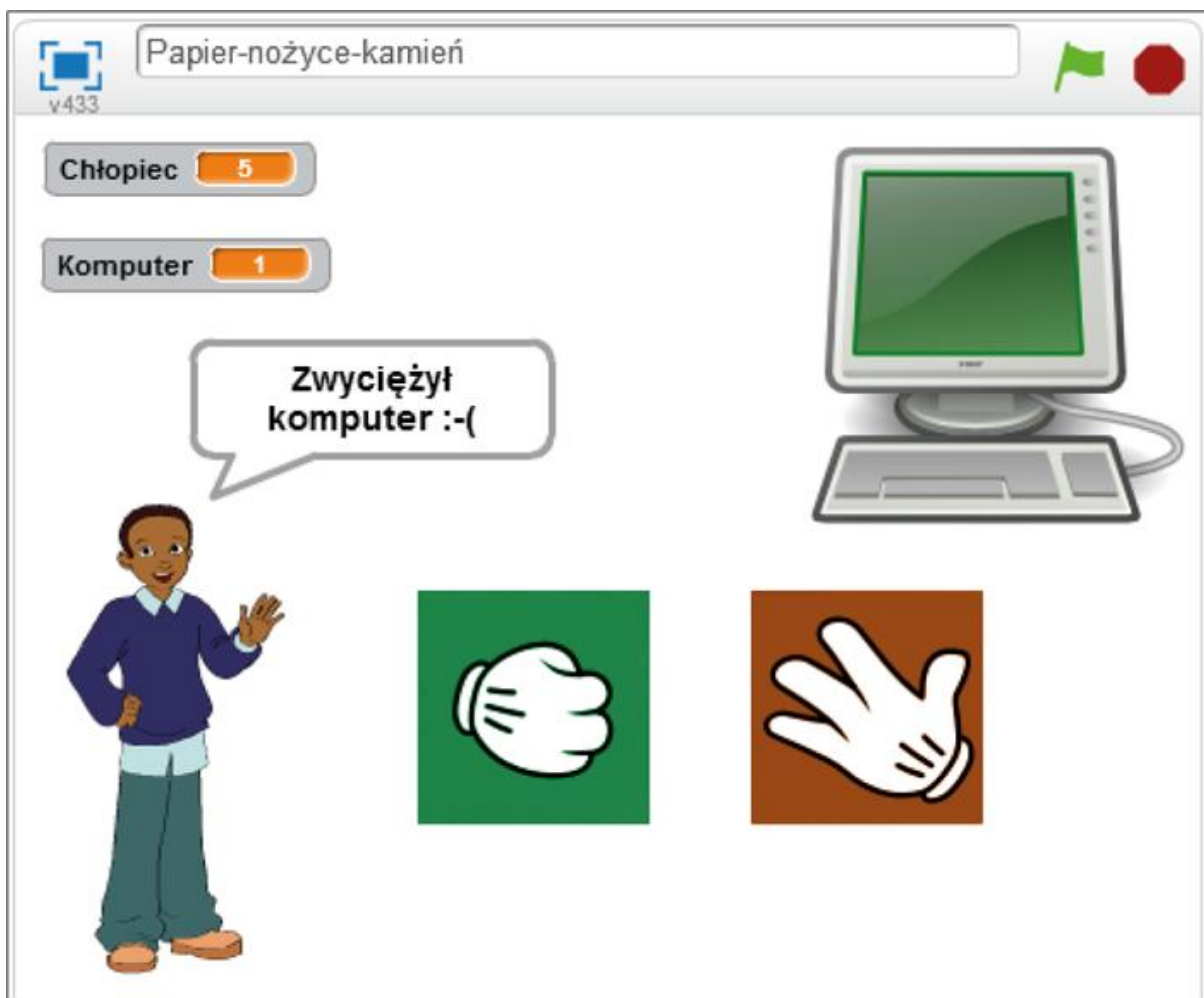 Papier-nożyce-kamień
v433
Chłopiec 5
Komputer 1
Zwyciężył
komputer :-(